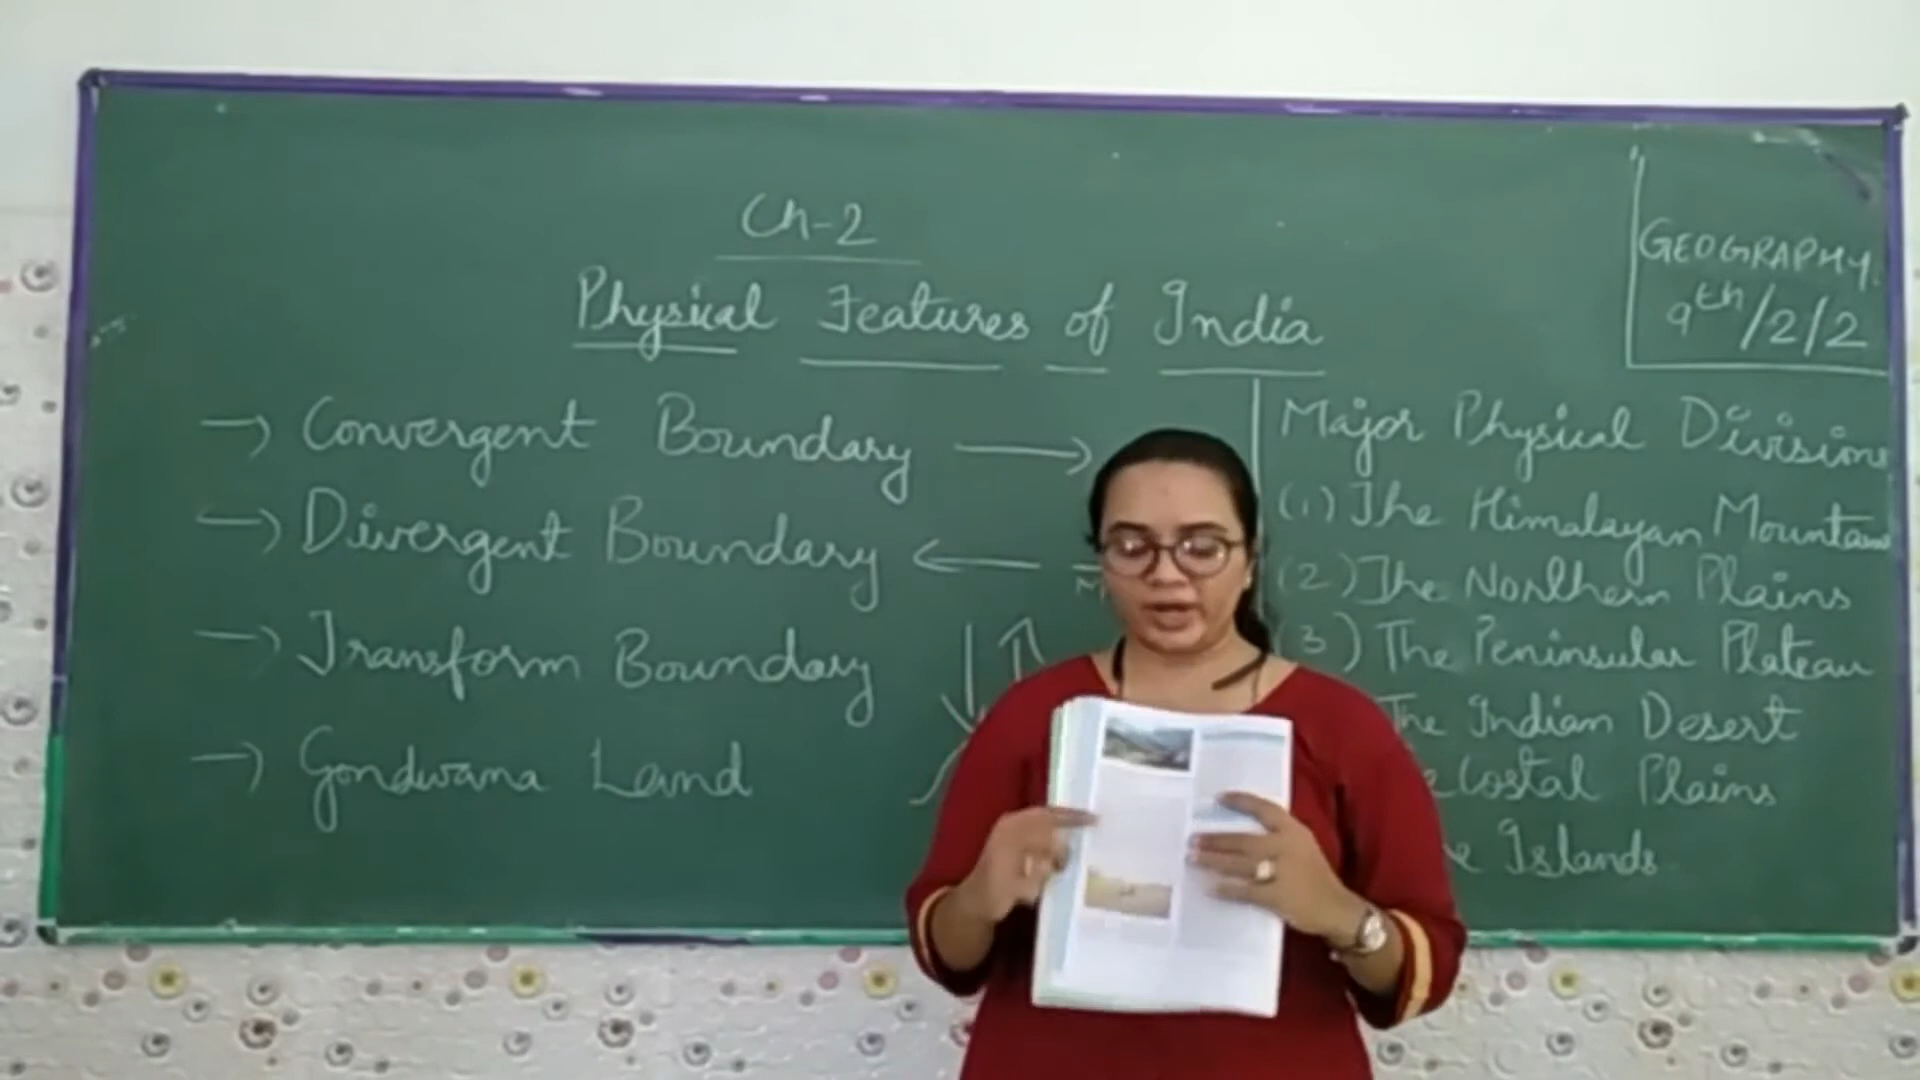 Ch-2
Physical Features of India
GEOGRAPHY
9th/2/2
→ Convergent Boundary →
→ Divergent Boundary ←
→ Transform Boundary
→ Gondwana Land
Major Physical Divisions
(1) The Himalayan Mountain
(2) The Northern Plains
(3) The Peninsular Plateau
The Indian Desert
Costal Plains
Islands